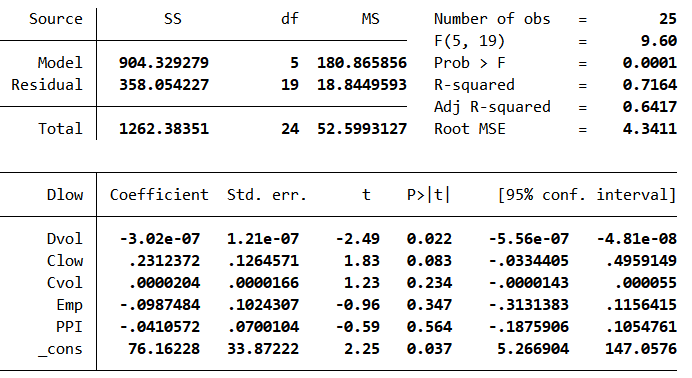 Source SS df MS Number of obs = 25
F(5, 19) = 9.60
Model 904.329279 5 180.865856 Prob > F = 0.0001
Residual 358.054227 19 18.8449593 R-squared = 0.7164
Adj R-squared = 0.6417
Total 1262.38351 24 52.5993127 Root MSE = 4.3411
Dlow Coefficient Std. err. t P>|t| [95% conf. interval]
Dvol -3.02e-07 1.21e-07 -2.49 0.022 -5.56e-07 -4.81e-08
Clow .2312372 .1264571 1.83 0.083 -.0334405 .4959149
Cvol .0000204 .0000166 1.23 0.234 -.0000143 .000055
Emp -.0987484 .1024307 -0.96 0.347 -.3131383 .1156415
PPI -.0410572 .0700104 -0.59 0.564 -.1875906 .1054761
_cons 76.16228 33.87222 2.25 0.037 5.266904 147.0576